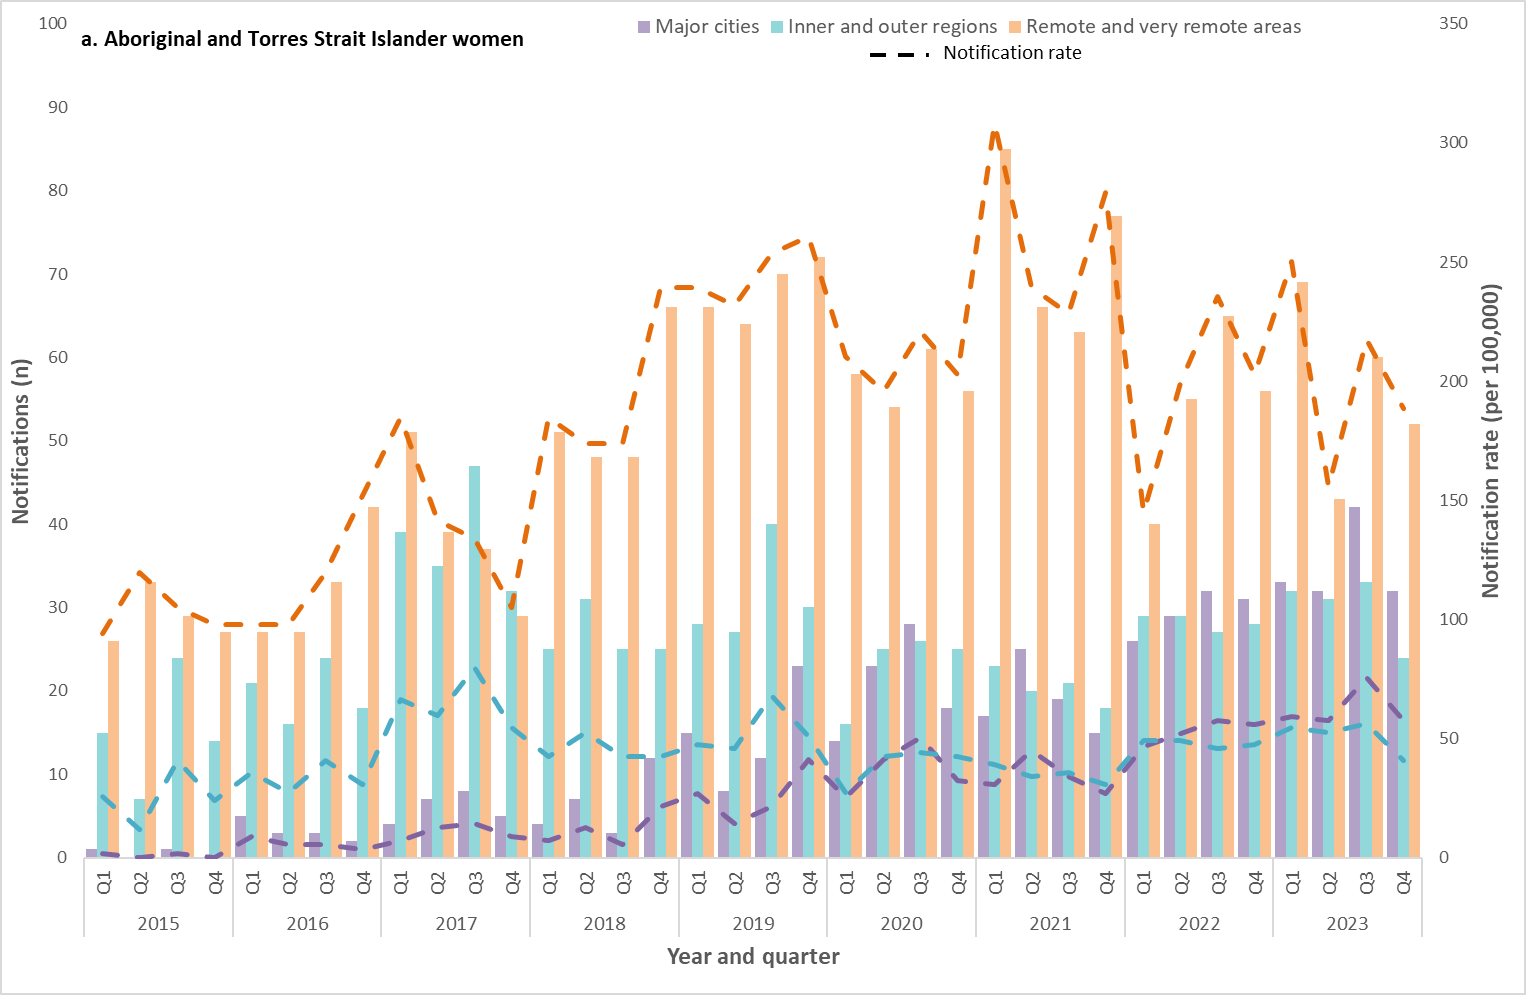 a. Aboriginal and Torres Strait Islander women
Major cities Inner and outer regions Remote and very remote areas
Notification rate
Notifications (n)
100
90
80
70
60
50
40
30
20
10
0
350
300
250
200
150
100
50
0
Notification rate (per 100,000)
Q1 Q2 Q3 Q4 Q1 Q2 Q3 Q4 Q1 Q2 Q3 Q4 Q1 Q2 Q3 Q4 Q1 Q2 Q3 Q4 Q1 Q2 Q3 Q4 Q1 Q2 Q3 Q4 Q1 Q2 Q3 Q4 Q1 Q2 Q3 Q4
2015 2016 2017 2018 2019 2020 2021 2022 2023
Year and quarter